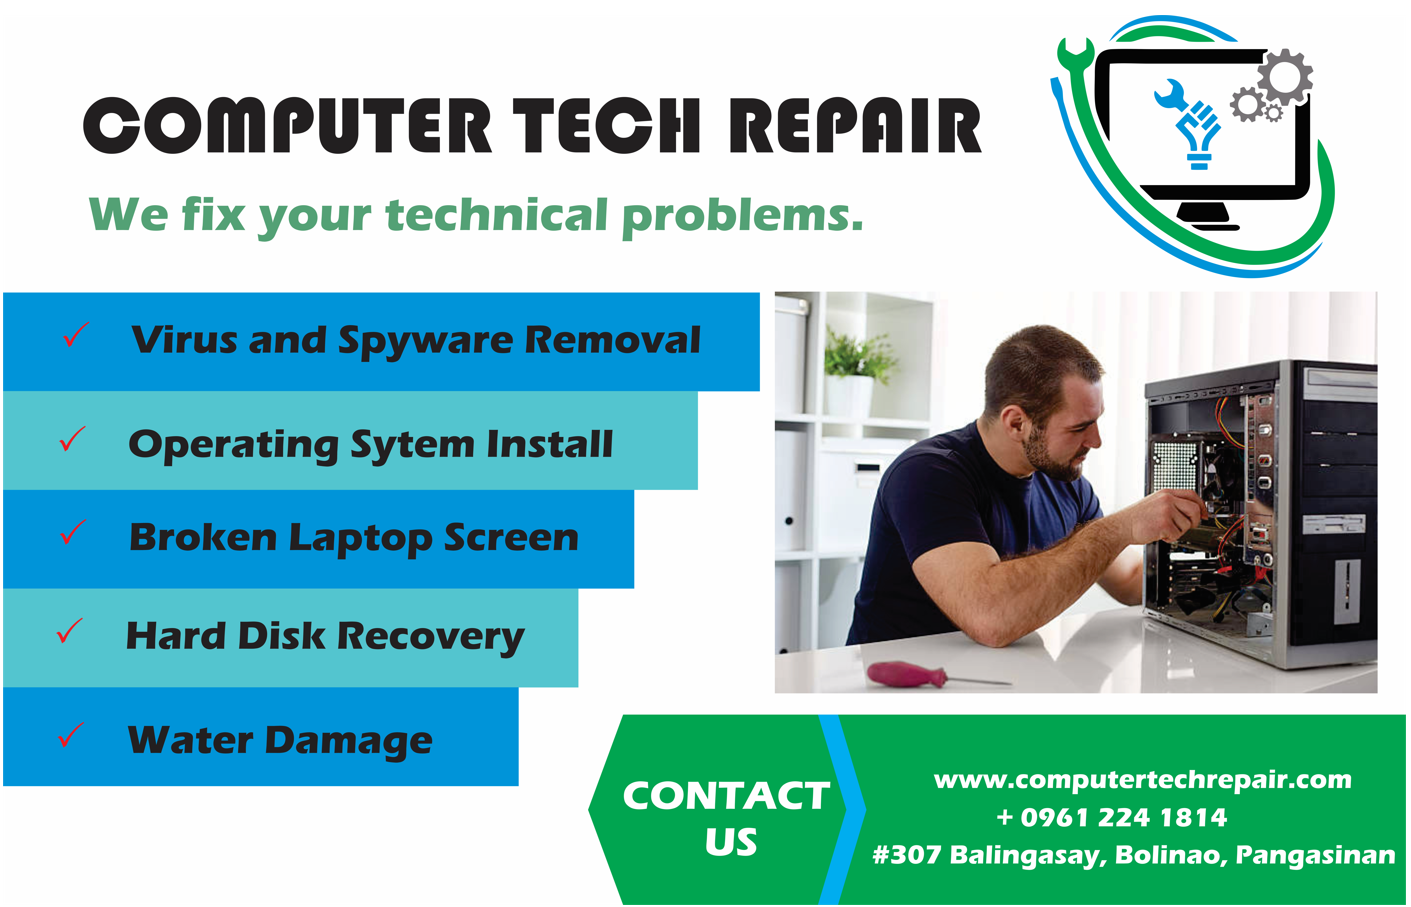 COMPUTER TECH REPAIR
We fix your technical problems.
Virus and Spyware Removal
Operating Sytem Install
Broken Laptop Screen
Hard Disk Recovery
Water Damage
CONTACT
US
www.computertechrepair.com
+ 0961 224 1814
#307 Balingasay, Bolinao, Pangasinan